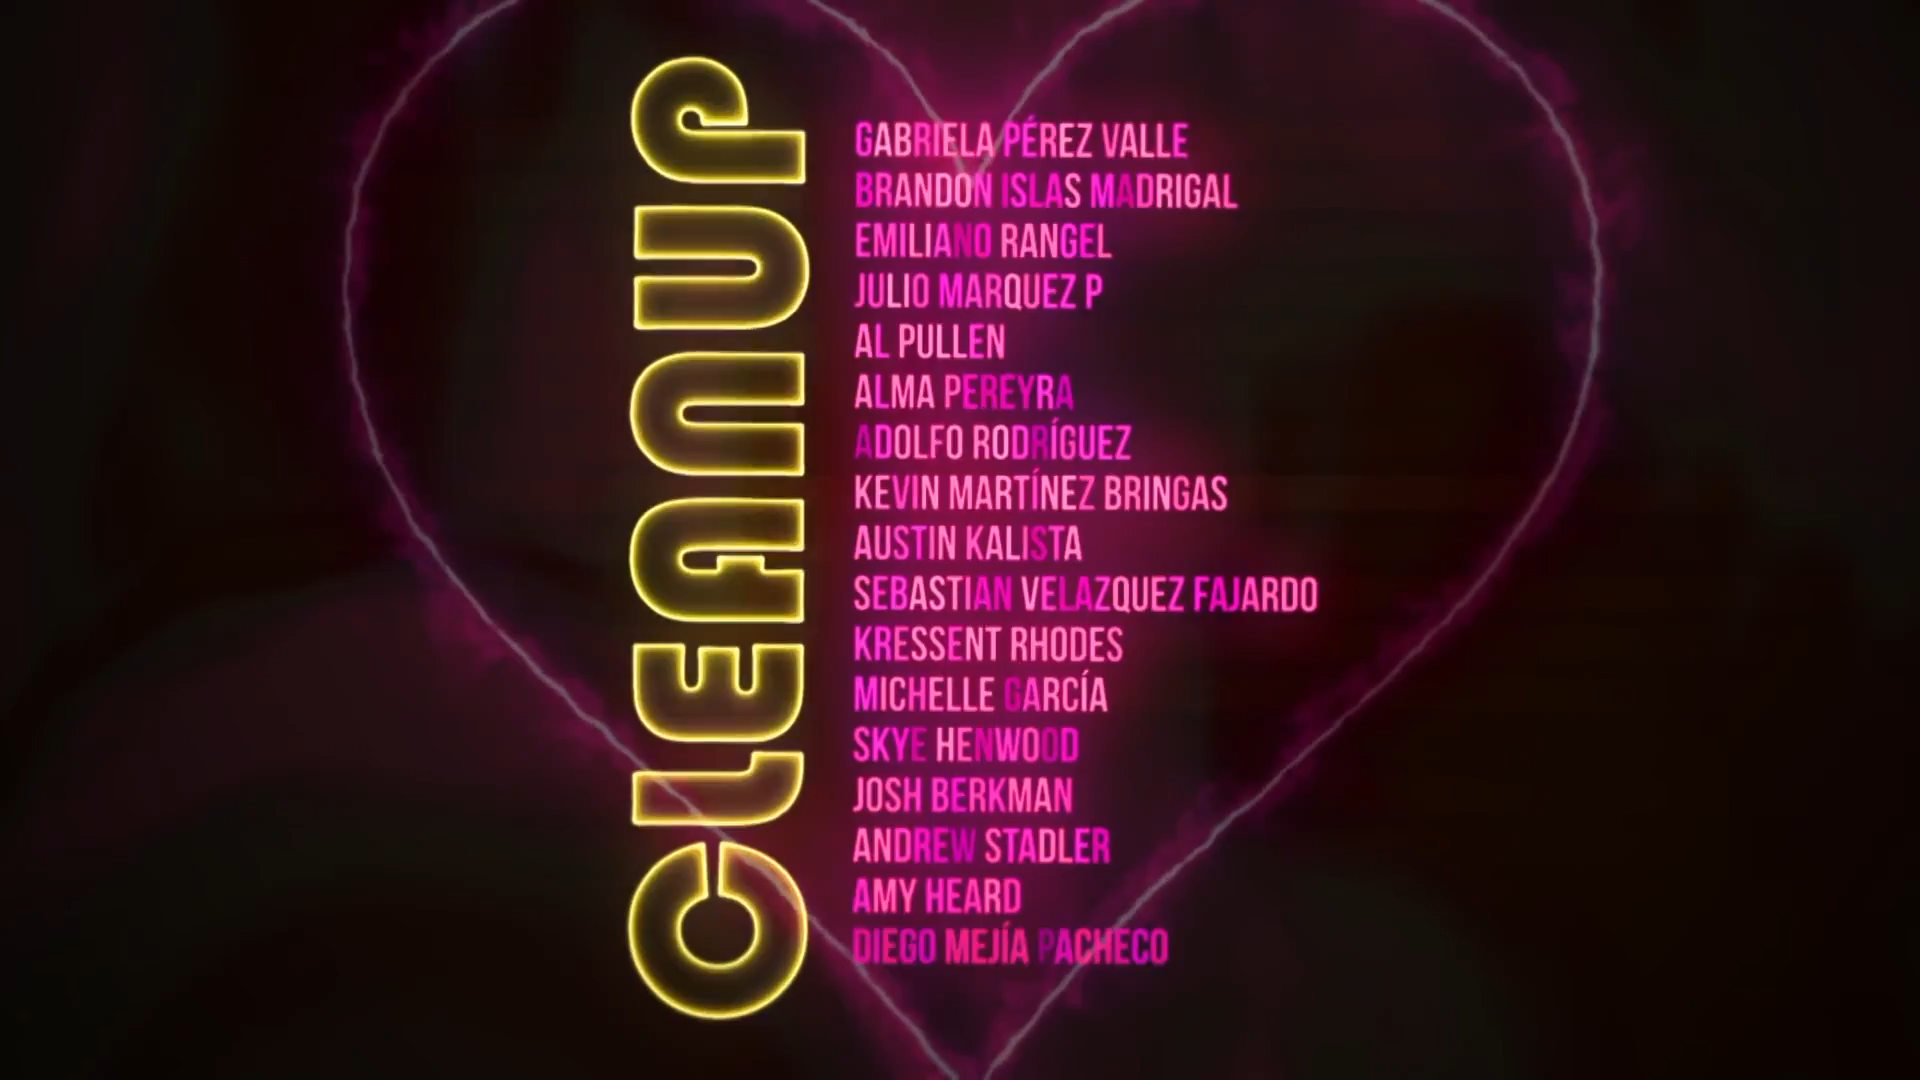 CLEANUP
GABRIELA PÉREZ VALLE
BRANDON ISLAS MADRIGAL
EMILIANO RANGEL
JULIO MARQUEZ P
AL PULLEN
ALMA PEREYRA
ADOLFO RODRÍGUEZ
KEVIN MARTÍNEZ BRINGAS
AUSTIN KALISTA
SEBASTIAN VELAZQUEZ FAJARDO
KRESSENT RHODES
MICHELLE GARCÍA
SKYE HENWOOD
JOSH BERKMAN
ANDREW STADLER
AMY HEARD
DIEGO MEJÍA PACHECO